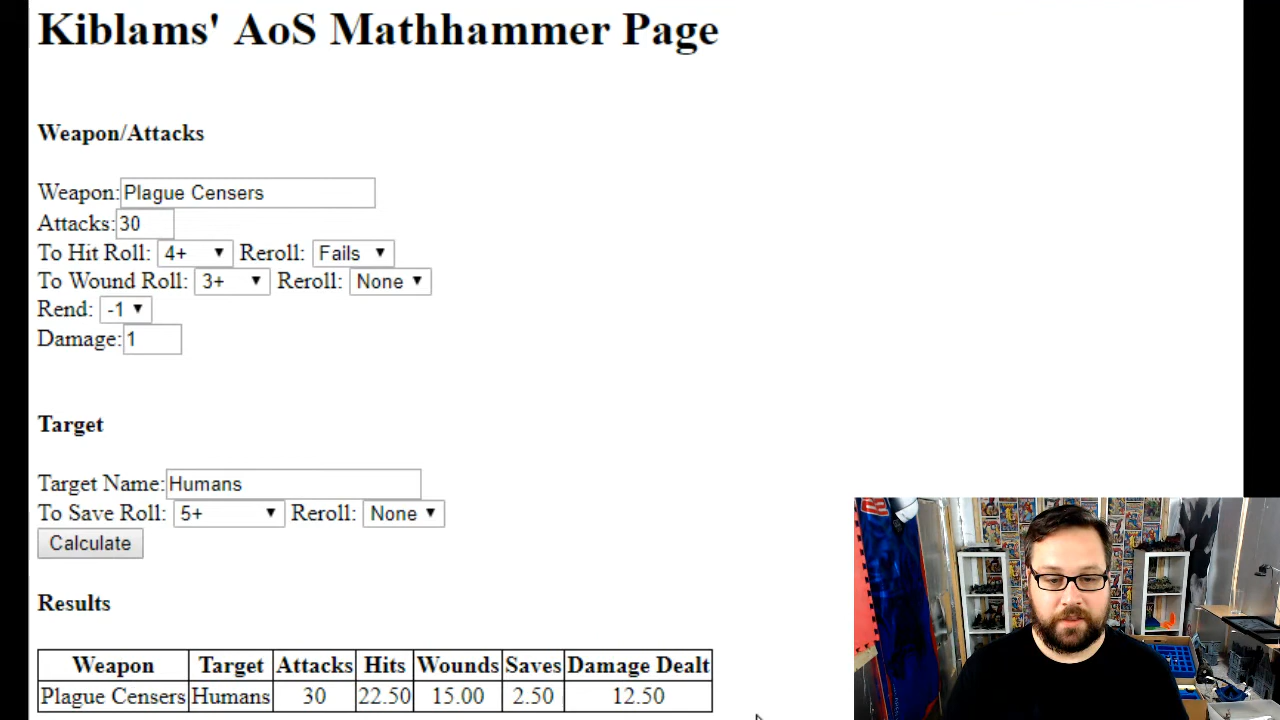 Kiblams' AoS Mathhammer Page
Weapon/Attacks
Weapon: Plague Censers
Attacks: 30
To Hit Roll: 4+ Reroll: Fails
To Wound Roll: 3+ Reroll: None
Rend: -1
Damage: 1
Target
Target Name: Humans
To Save Roll: 5+ Reroll: None
Calculate
Results
Weapon Target Attacks Hits Wounds Saves Damage Dealt
Plague Censers Humans 30 22.50 15.00 2.50 12.50